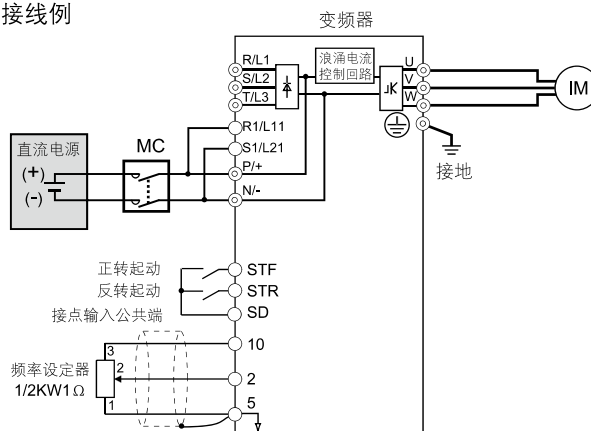 接线例
变频器
R/L1
S/L2
T/L3
浪涌电流
控制回路
U
V
W
IM
R1/L11
S1/L21
P/+
N/-
MC
直流电源
(+)
(-)
接地
正转起动
STF
反转起动
STR
接点输入公共端
SD
10
3
频率设定器
2
2
1/2KW1Ω
1
5